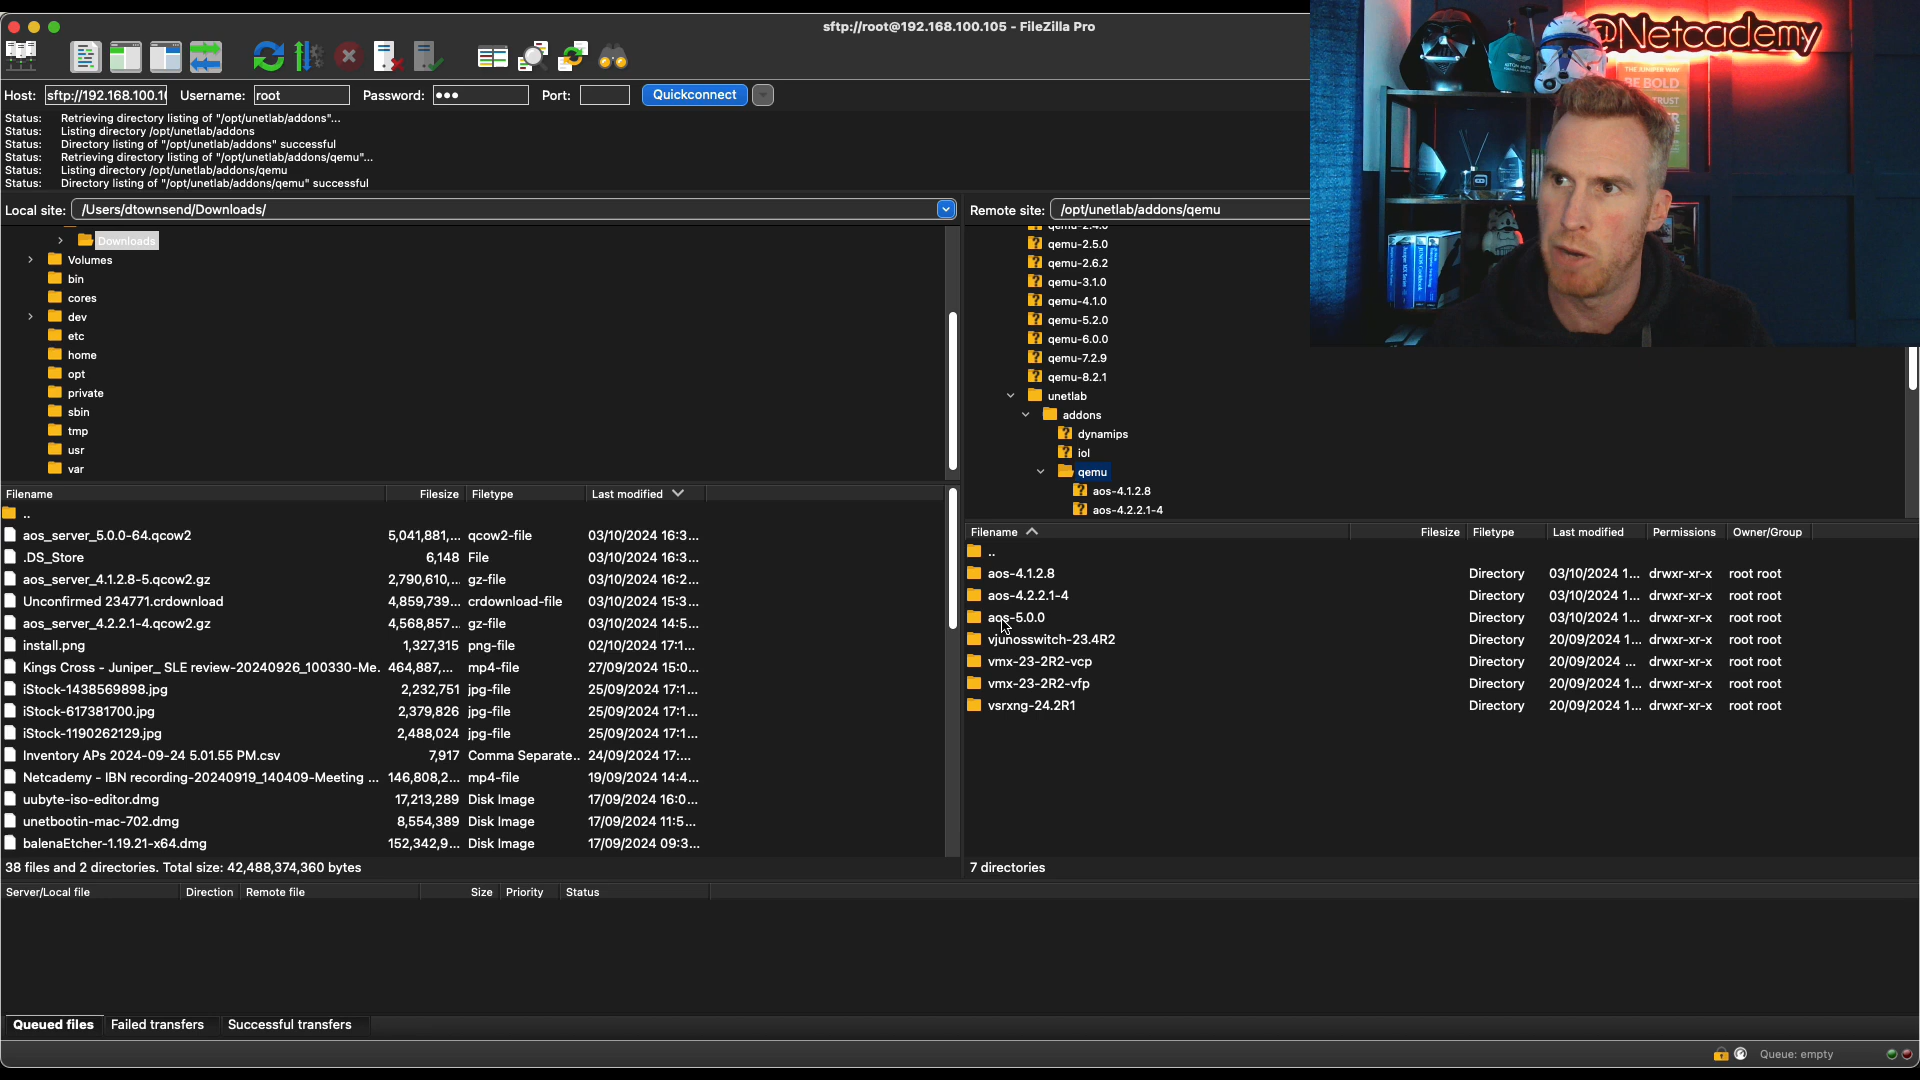 sftp://root@192.168.100.105 - FileZilla Pro
@Netcademy
Host: sftp://192.168.100.1 Username: root Password: ●●● Port: Quickconnect
Status: Retrieving directory listing of "/opt/unetlab/addons"...
Status: Listing directory /opt/unetlab/addons
Status: Directory listing of "/opt/unetlab/addons" successful
Status: Retrieving directory listing of "/opt/unetlab/addons/qemu"...
Status: Listing directory /opt/unetlab/addons/qemu
Status: Directory listing of "/opt/unetlab/addons/qemu" successful
THE JUNIPER WAY
BE BOLD
Local site: /Users/dtownsend/Downloads/
Downloads
Volumes
bin
cores
dev
etc
home
opt
private
sbin
tmp
usr
var
Filename Filesize Filetype Last modified
..
aos_server_5.0.0-64.qcow2 5,041,881,... qcow2-file 03/10/2024 16:3...
.DS_Store 6,148 File 03/10/2024 16:3...
aos_server_4.1.2.8-5.qcow2.gz 2,790,610,... gz-file 03/10/2024 16:2...
Unconfirmed 234771.crdownload 4,859,739... crdownload-file 03/10/2024 15:3...
aos_server_4.2.2.1-4.qcow2.gz 4,568,857... gz-file 03/10/2024 14:5...
install.png 1,327,315 png-file 02/10/2024 17:1...
Kings Cross - Juniper_ SLE review-20240926_100330-Me. 464,887,... mp4-file 27/09/2024 15:0...
iStock-1438569898.jpg 2,232,751 jpg-file 25/09/2024 17:1...
iStock-617381700.jpg 2,379,826 jpg-file 25/09/2024 17:1...
iStock-1190262129.jpg 2,488,024 jpg-file 25/09/2024 17:1...
Inventory APs 2024-09-24 5.01.55 PM.csv 7,917 Comma Separate.. 24/09/2024 17:...
Netcademy - IBN recording-20240919_140409-Meeting ... 146,808,2... mp4-file 19/09/2024 14:4...
uubyte-iso-editor.dmg 17,213,289 Disk Image 17/09/2024 16:0...
unetbootin-mac-702.dmg 8,554,389 Disk Image 17/09/2024 11:5...
balenaEtcher-1.19.21-x64.dmg 152,342,9... Disk Image 17/09/2024 09:3...
38 files and 2 directories. Total size: 42,488,374,360 bytes
Remote site: /opt/unetlab/addons/qemu
qemu-2.5.0
qemu-2.6.2
qemu-3.1.0
qemu-4.1.0
qemu-5.2.0
qemu-6.0.0
qemu-7.2.9
qemu-8.2.1
unetlab
addons
dynamips
iol
qemu
aos-4.1.2.8
aos-4.2.2.1-4
Filename Filesize Filetype Last modified Permissions Owner/Group
..
aos-4.1.2.8 Directory 03/10/2024 1... drwxr-xr-x root root
aos-4.2.2.1-4 Directory 03/10/2024 1... drwxr-xr-x root root
aos-5.0.0 Directory 03/10/2024 1... drwxr-xr-x root root
vjunosswitch-23.4R2 Directory 20/09/2024 1... drwxr-xr-x root root
vmx-23-2R2-vcp Directory 20/09/2024 ... drwxr-xr-x root root
vmx-23-2R2-vfp Directory 20/09/2024 1... drwxr-xr-x root root
vsrxng-24.2R1 Directory 20/09/2024 1... drwxr-xr-x root root
7 directories
Server/Local file Direction Remote file Size Priority Status
Queued files Failed transfers Successful transfers
Queue: empty